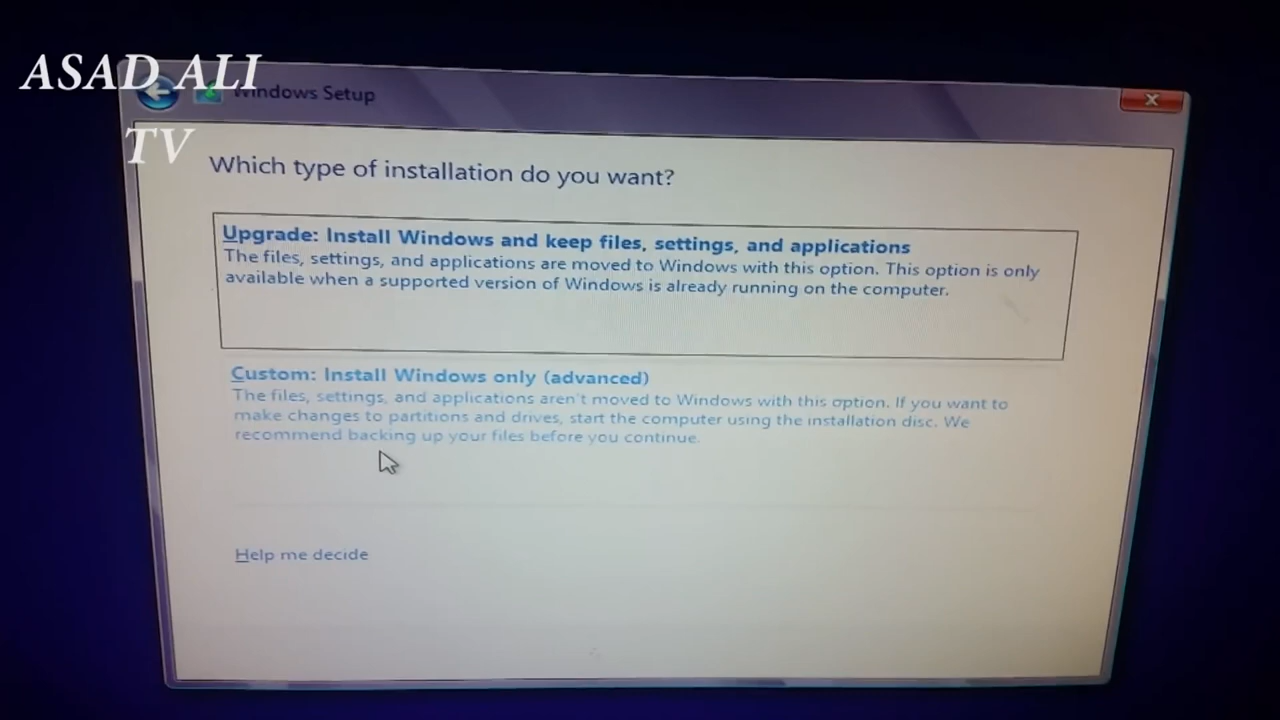 ASAD ALI
TV
Windows Setup
Which type of installation do you want?
Upgrade: Install Windows and keep files, settings, and applications
The files, settings, and applications are moved to Windows with this option. This option is only
available when a supported version of Windows is already running on the computer.
Custom: Install Windows only (advanced)
The files, settings, and applications aren't moved to Windows with this option. If you want to
make changes to partitions and drives, start the computer using the installation disc. We
recommend backing up your files before you continue.
Help me decide